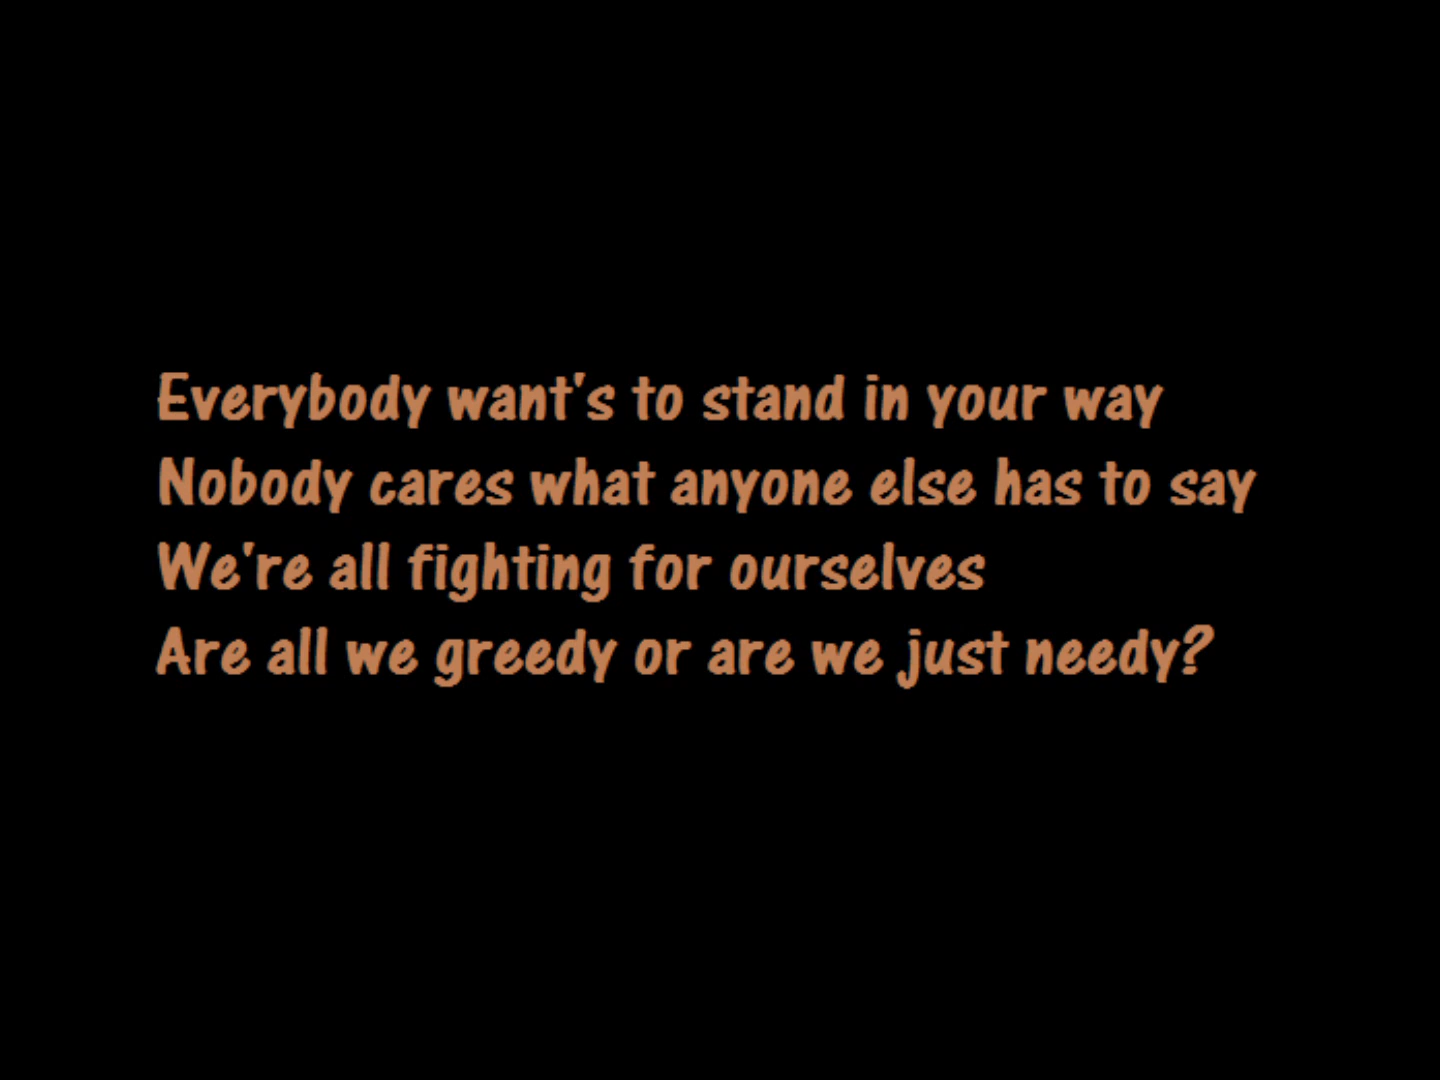 Everybody want's to stand in your way
Nobody cares what anyone else has to say
We're all fighting for ourselves
Are all we greedy or are we just needy?